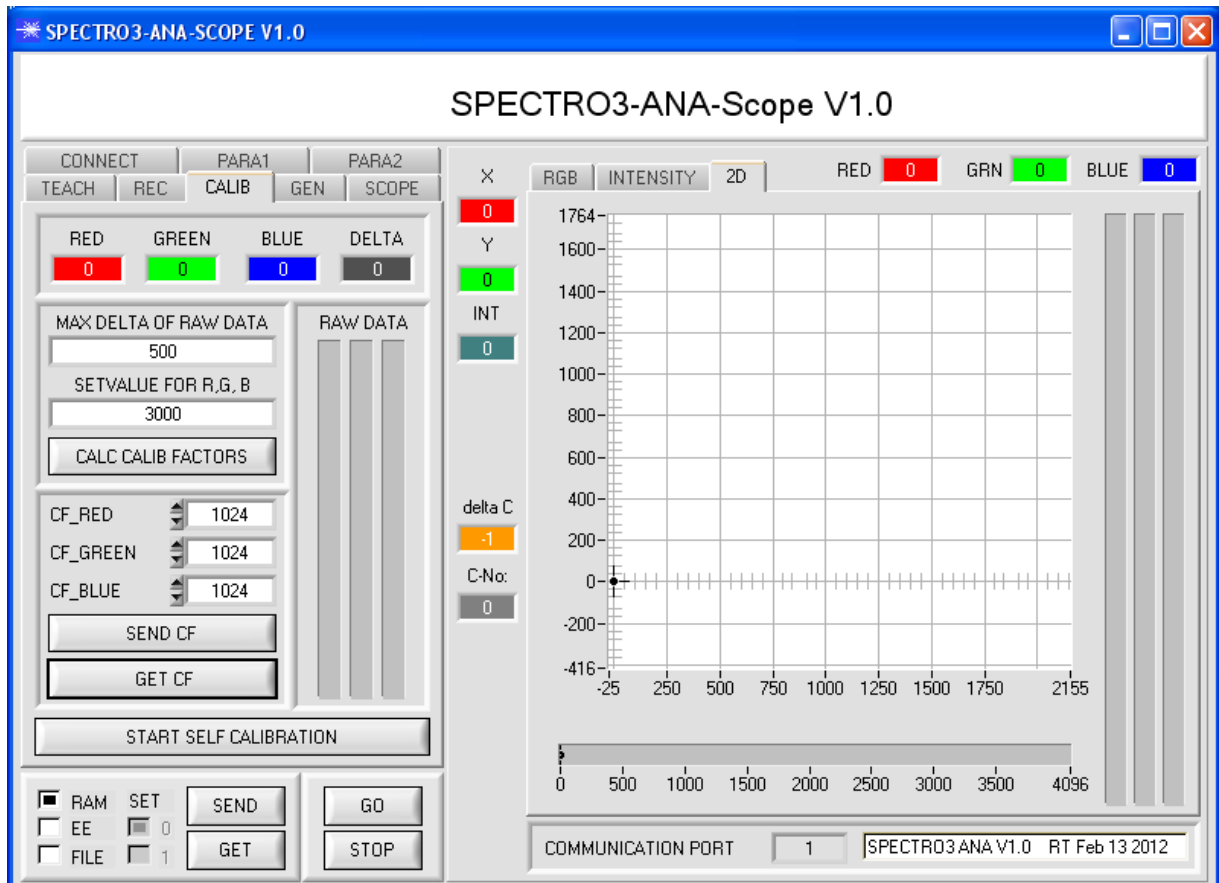 SPECTRO3-ANA-SCOPE V1.0
SPECTRO3-ANA-Scope V1.0
CONNECT PARA1 PARA2
TEACH REC CALIB GEN SCOPE
RED GREEN BLUE DELTA
0 0 0 0
MAX DELTA OF RAW DATA
500
SETVALUE FOR R,G, B
3000
CALC CALIB FACTORS
RAW DATA
CF_RED 1024
CF_GREEN 1024
CF_BLUE 1024
SEND CF
GET CF
START SELF CALIBRATION
RAM SET SEND GO
EE 0
FILE 1 GET STOP
X
0
Y
0
INT
0
delta C
-1
C-No:
0
RGB INTENSITY 2D RED 0 GRN 0 BLUE 0
1764
1600
1400
1200
1000
800
600
400
200
0
-200
-416
-25 250 500 750 1000 1250 1500 1750 2155
0 500 1000 1500 2000 2500 3000 3500 4096
COMMUNICATION PORT 1 SPECTRO3 ANA V1.0 RT Feb 13 2012